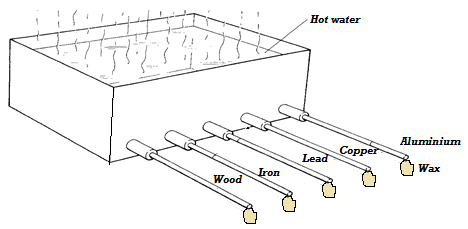 Hot water
Aluminium
Copper
Lead
Wax
Iron
Wood